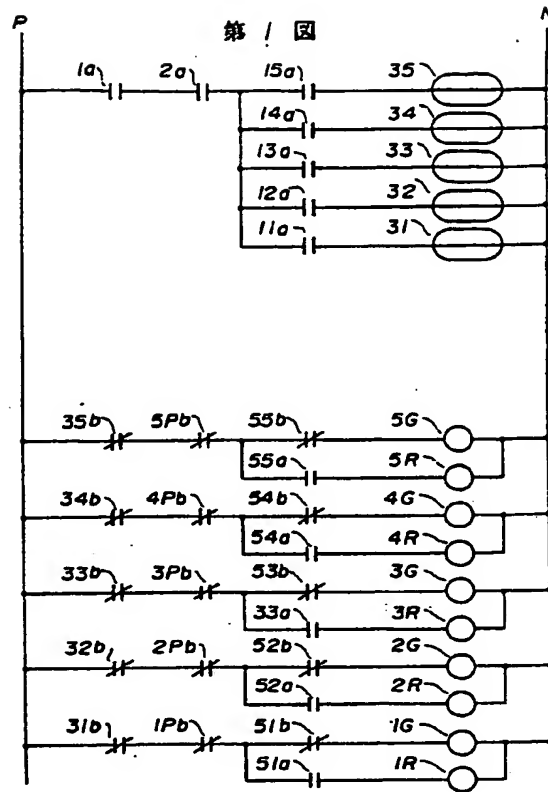 P
N
第 1 図
1a 2a 15a 35
14a 34
13a 33
12a 32
11a 31
35b 5Pb 55b 5G
55a 5R
34b 4Pb 54b 4G
54a 4R
33b 3Pb 53b 3G
33a 3R
32b 2Pb 52b 2G
52a 2R
31b 1Pb 51b 1G
51a 1R